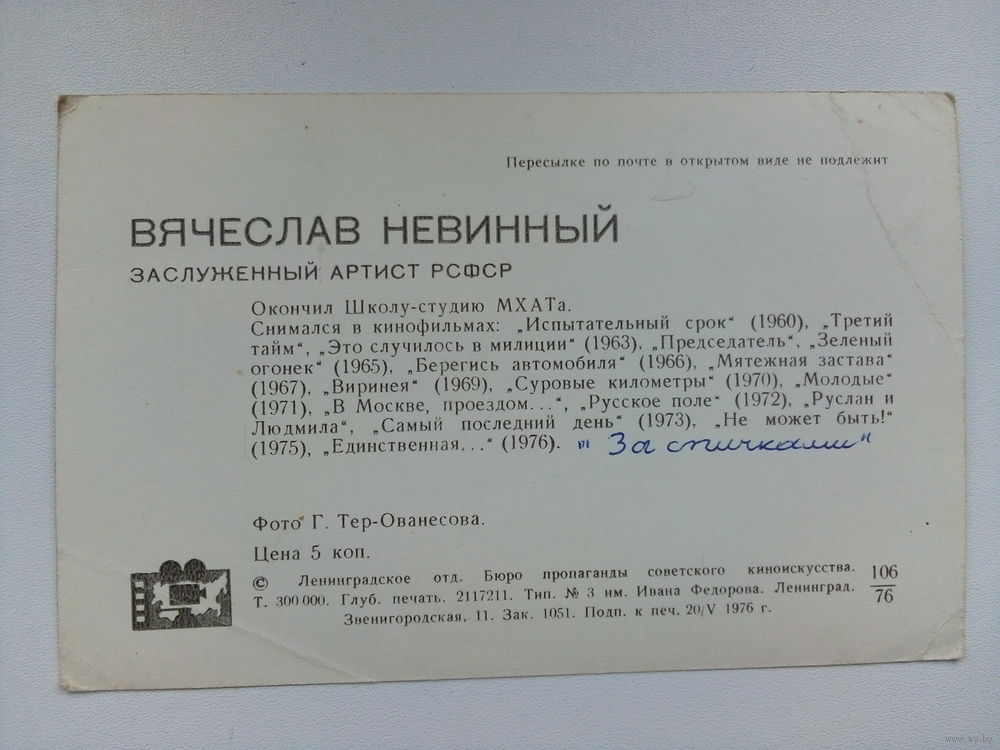 Пересылке по почте в открытом виде не подлежит
ВЯЧЕСЛАВ НЕВИННЫЙ
ЗАСЛУЖЕННЫЙ АРТИСТ РСФСР
Окончил Школу-студию МХАТа.
Снимался в кинофильмах: „Испытательный срок“ (1960), „Третий
тайм“, „Это случилось в милиции“ (1963), „Председатель“, „Зеленый
огонек“ (1965), „Берегись автомобиля“ (1966), „Мятежная застава“
(1967), „Виринея“ (1969), „Суровые километры“ (1970), „Молодые“
(1971), „В Москве, проездом...“, „Русское поле“ (1972), „Руслан и
Людмила“, „Самый последний день“ (1973), „Не может быть!“
(1975), „Единственная...“ (1976). " За спичками"
Фото Г. Тер-Ованесова.
Цена 5 коп.
© Ленинградское отд. Бюро пропаганды советского киноискусства.
Т. 300 000. Глуб. печать. 2117211. Тип. № 3 им. Ивана Федорова. Ленинград.
Звенигородская, 11. Зак. 1051. Подп. к печ. 20/V 1976 г.
106
76
www.ay.by